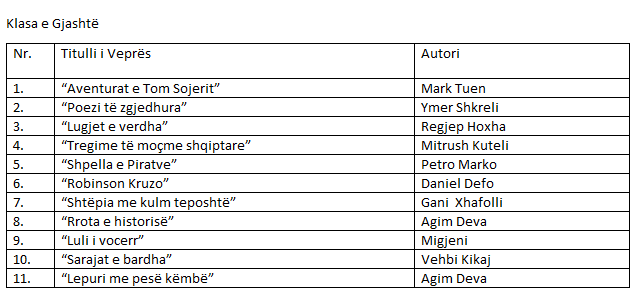 Klasa e Gjashtë
Nr. Titulli i Veprës Autori
1. “Aventurat e Tom Sojerit” Mark Tuen
2. “Poezi të zgjedhura” Ymer Shkreli
3. “Lugjet e verdha” Regjep Hoxha
4. “Tregime të moçme shqiptare” Mitrush Kuteli
5. “Shpella e Piratve” Petro Marko
6. “Robinson Kruzo” Daniel Defo
7. “Shtëpia me kulm teposhtë” Gani Xhafolli
8. “Rrota e historisë” Agim Deva
9. “Luli i vocerr” Migjeni
10. “Sarajat e bardha” Vehbi Kikaj
11. “Lepuri me pesë këmbë” Agim Deva